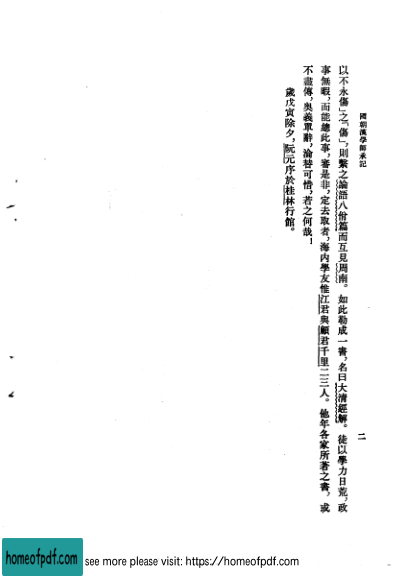 國朝漢學師承記
二
以不永傷」之「傷」,則繫之論語八佾篇而互見周南。如此勒成一書,名曰大清經解。徒以學力日荒,政
事無暇,而能總此事,審是非,定去取者,海内學友惟江君與顧君千里二三人。他年各家所著之書,或
不盡傳,奥義單辭,淪替可惜,若之何哉!
歲戊寅除夕,阮元序於桂林行館。
homeofpdf.com
see more please visit: https://homeofpdf.com